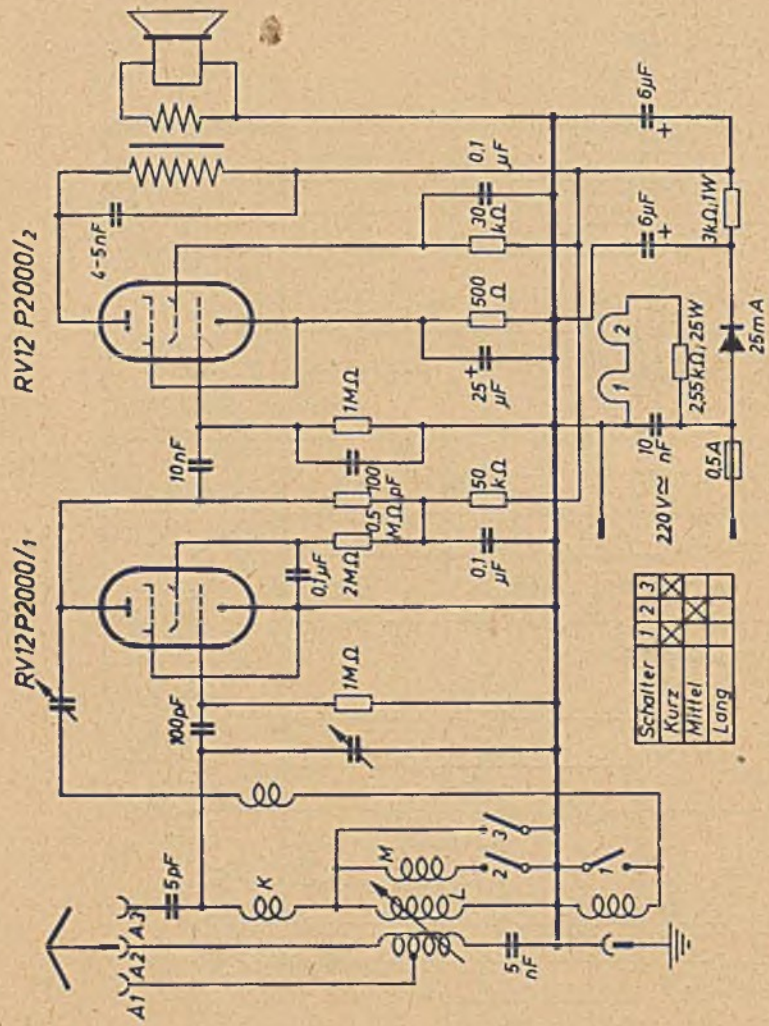 RV12P2000/1
RV12 P2000/2
A1
A2
A3
5pF
K
M
L
1
2
3
5
nF
100pF
1MΩ
0,1µF
2MΩ
0,5
MΩ
100
pF
0,1
µF
50
kΩ
10nF
1MΩ
4-5nF
25
µF
+
500
Ω
30
kΩ
0,1
µF
Schalter 1 2 3
Kurz
Mittel
Lang
220V≃
10
nF
1
2
2,55kΩ, 25W
0,5A
25mA
6µF
+
3kΩ,1W
6µF
+